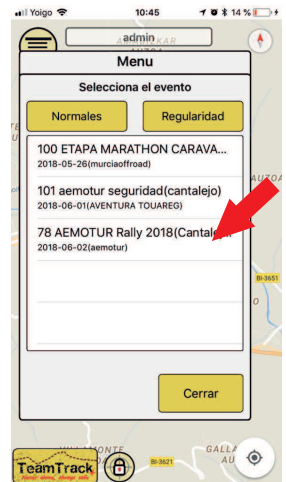 Yoigo 10:45 14 %
admin
Menu
Selecciona el evento
Normales Regularidad
100 ETAPA MARATHON CARAVA...
2018-05-26(murciaoffroad)
101 aemotur seguridad(cantalejo)
2018-06-01(AVENTURA TOUAREG)
78 AEMOTUR Rally 2018(Cantalejo...
2018-06-02(aemotur)
BI-3651
Cerrar
TeamTrack
BI-3621